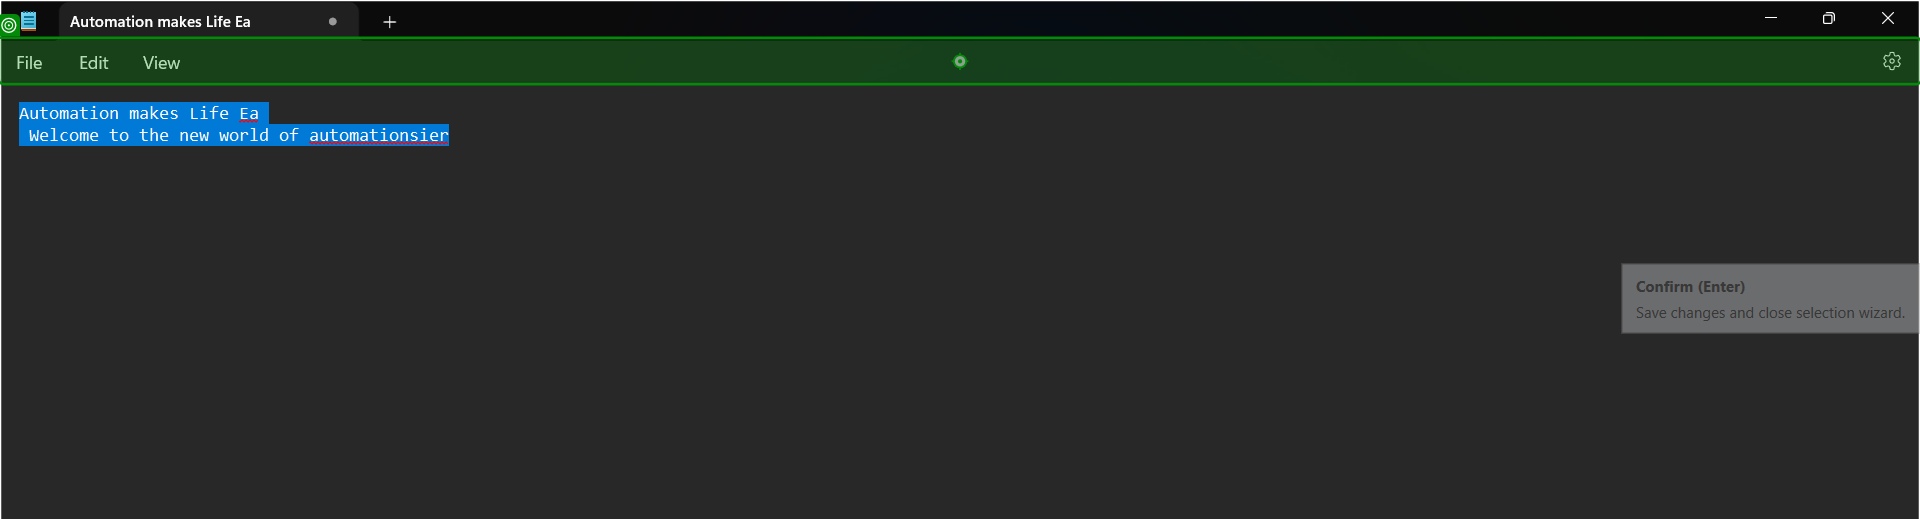 Automation makes Life Ea
File Edit View
Automation makes Life Ea
Welcome to the new world of automationsier
Confirm (Enter)
Save changes and close selection wizard.